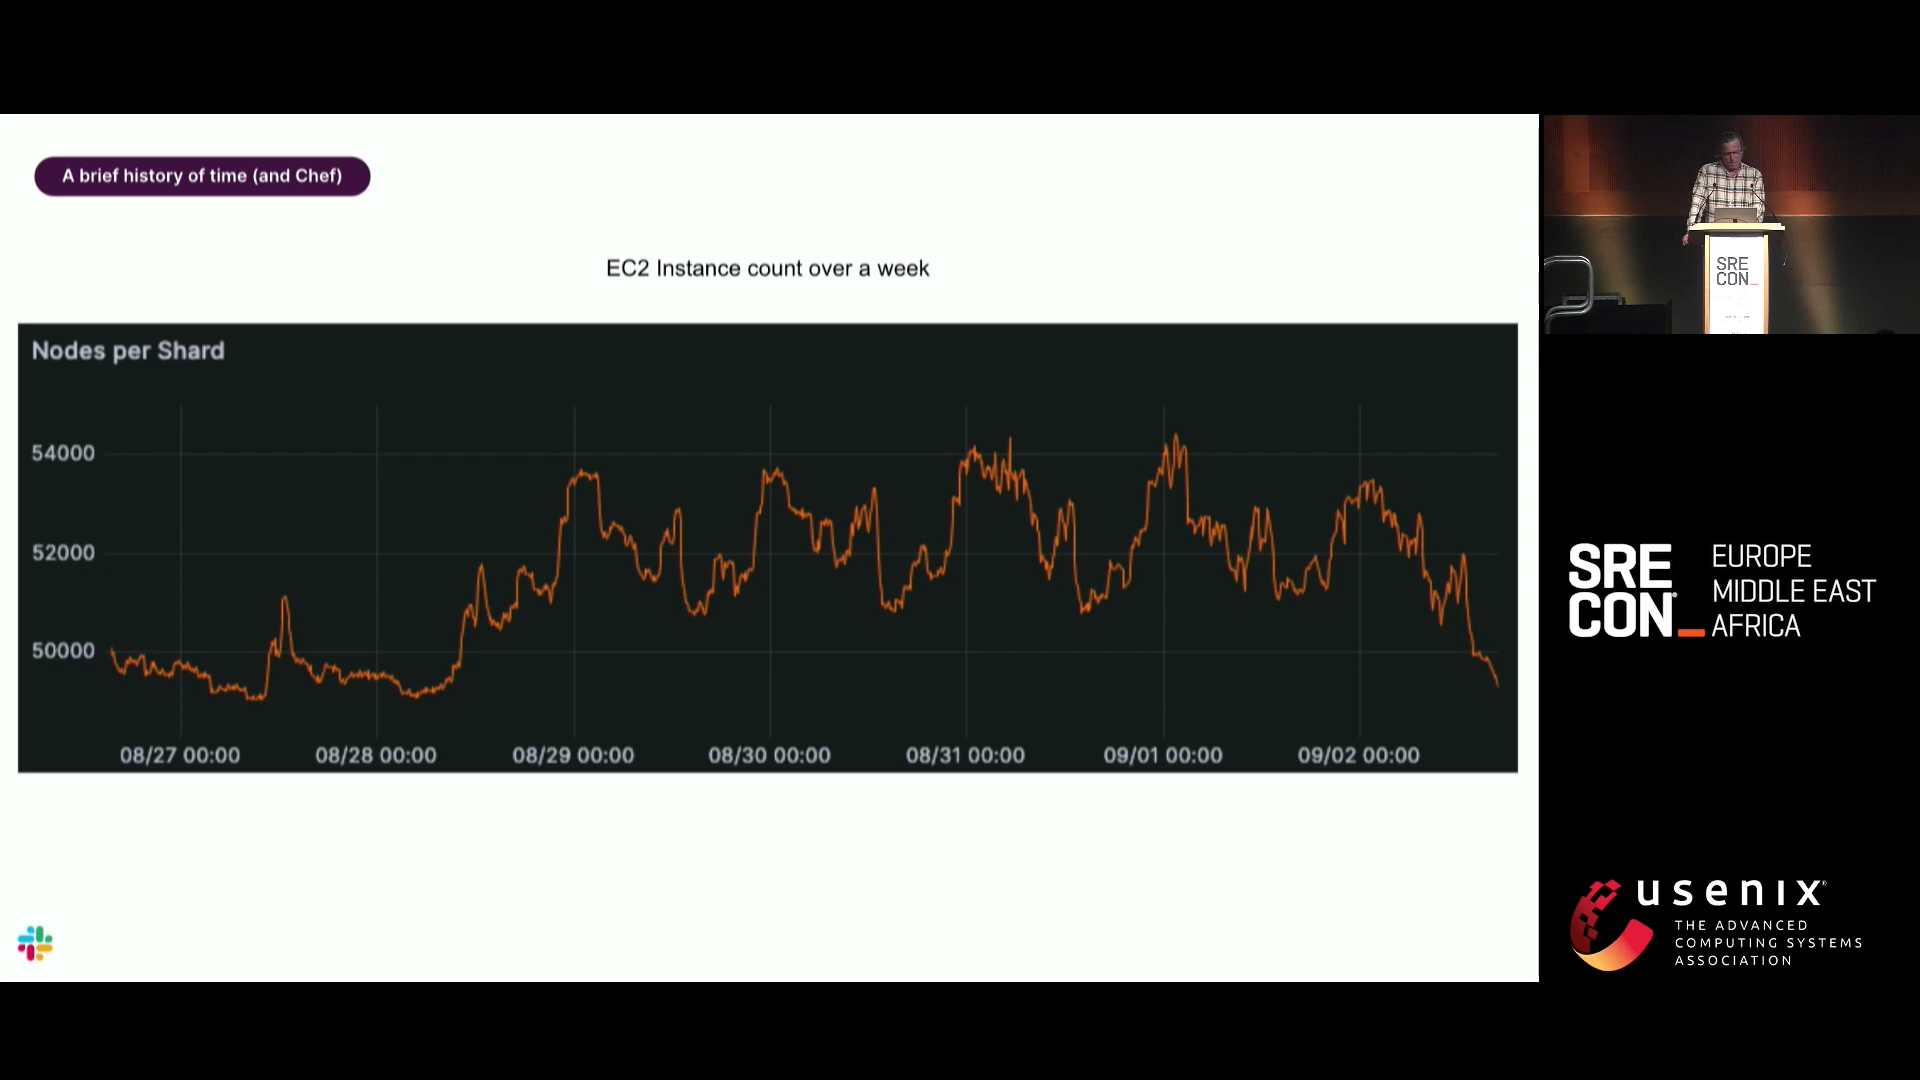 A brief history of time (and Chef)
EC2 Instance count over a week
Nodes per Shard
54000
52000
50000
08/27 00:00
08/28 00:00
08/29 00:00
08/30 00:00
08/31 00:00
09/01 00:00
09/02 00:00
SRE
CON_
SRE
CON_
EUROPE
MIDDLE EAST
AFRICA
usenix
THE ADVANCED
COMPUTING SYSTEMS
ASSOCIATION